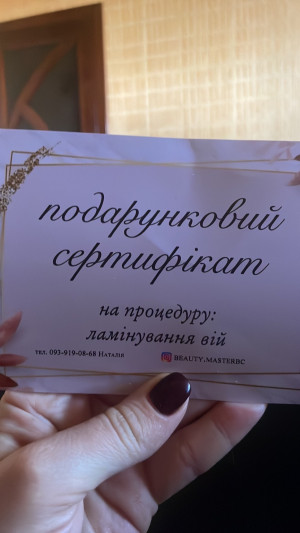 подарунковий
сертифікат
на процедуру:
ламінування вій
тел. 093-919-08-68 Наталія
BEAUTY.MASTERBC